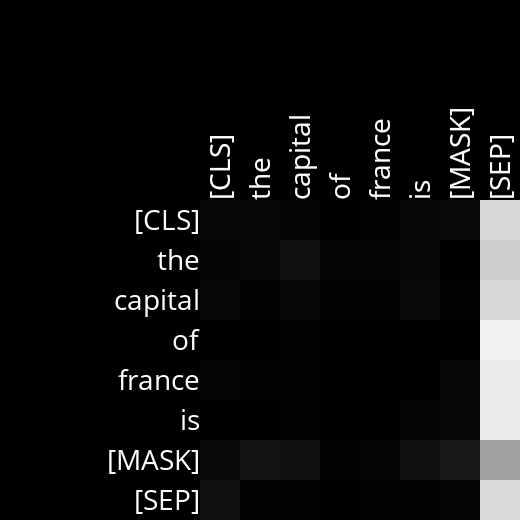 [CLS] the capital of france is [MASK] [SEP]
[CLS]
the
capital
of
france
is
[MASK]
[SEP]